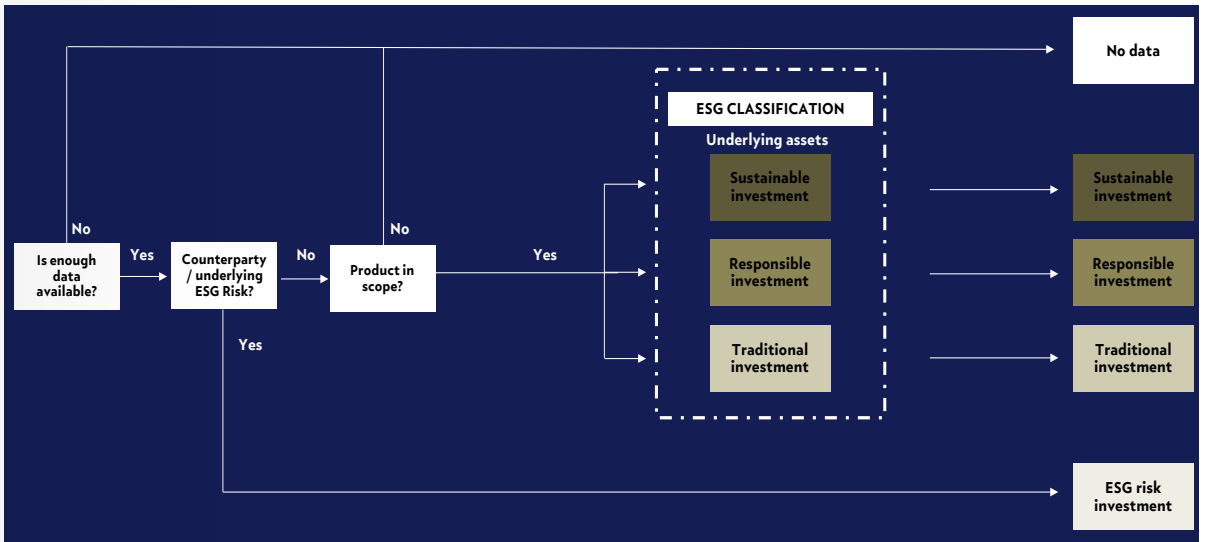 No data
ESG CLASSIFICATION
Underlying assets
Sustainable
investment
Sustainable
investment
No
No
Is enough
data
available?
Yes
Counterparty
/ underlying
ESG Risk?
No
Product in
scope?
Yes
Responsible
investment
Responsible
investment
Yes
Traditional
investment
Traditional
investment
ESG risk
investment